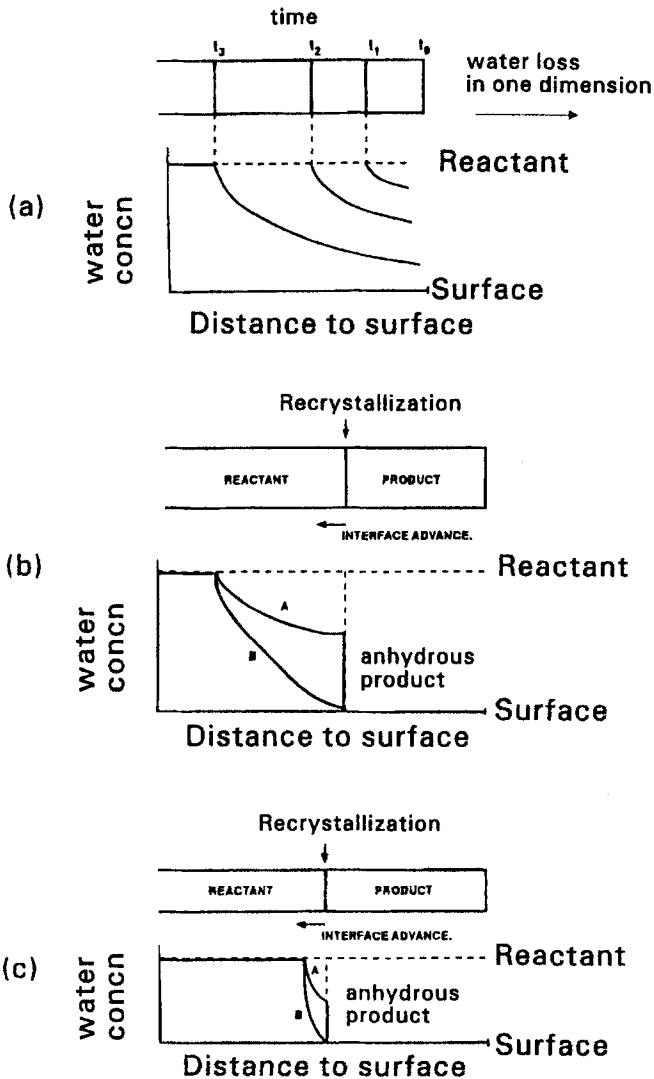 time
t3 t2 t1 t0
water loss
in one dimension
Reactant
(a)
water
concn
Surface
Distance to surface
Recrystallization
REACTANT PRODUCT
INTERFACE ADVANCE.
(b)
Reactant
A
water
concn
B
anhydrous
product
Surface
Distance to surface
Recrystallization
REACTANT PRODUCT
INTERFACE ADVANCE.
Reactant
(c)
A
water
concn
B
anhydrous
product
Surface
Distance to surface